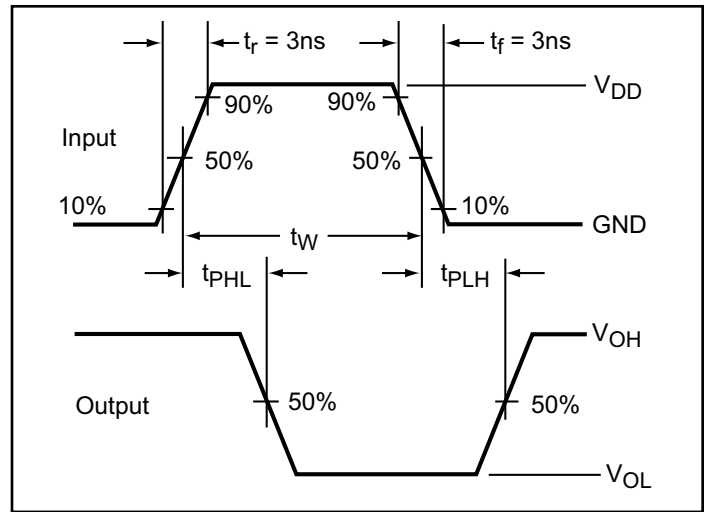 tr = 3ns tf = 3ns
VDD
90% 90%
Input
50% 50%
10% 10%
GND
tW
tPHL tPLH
VOH
Output
50% 50%
VOL